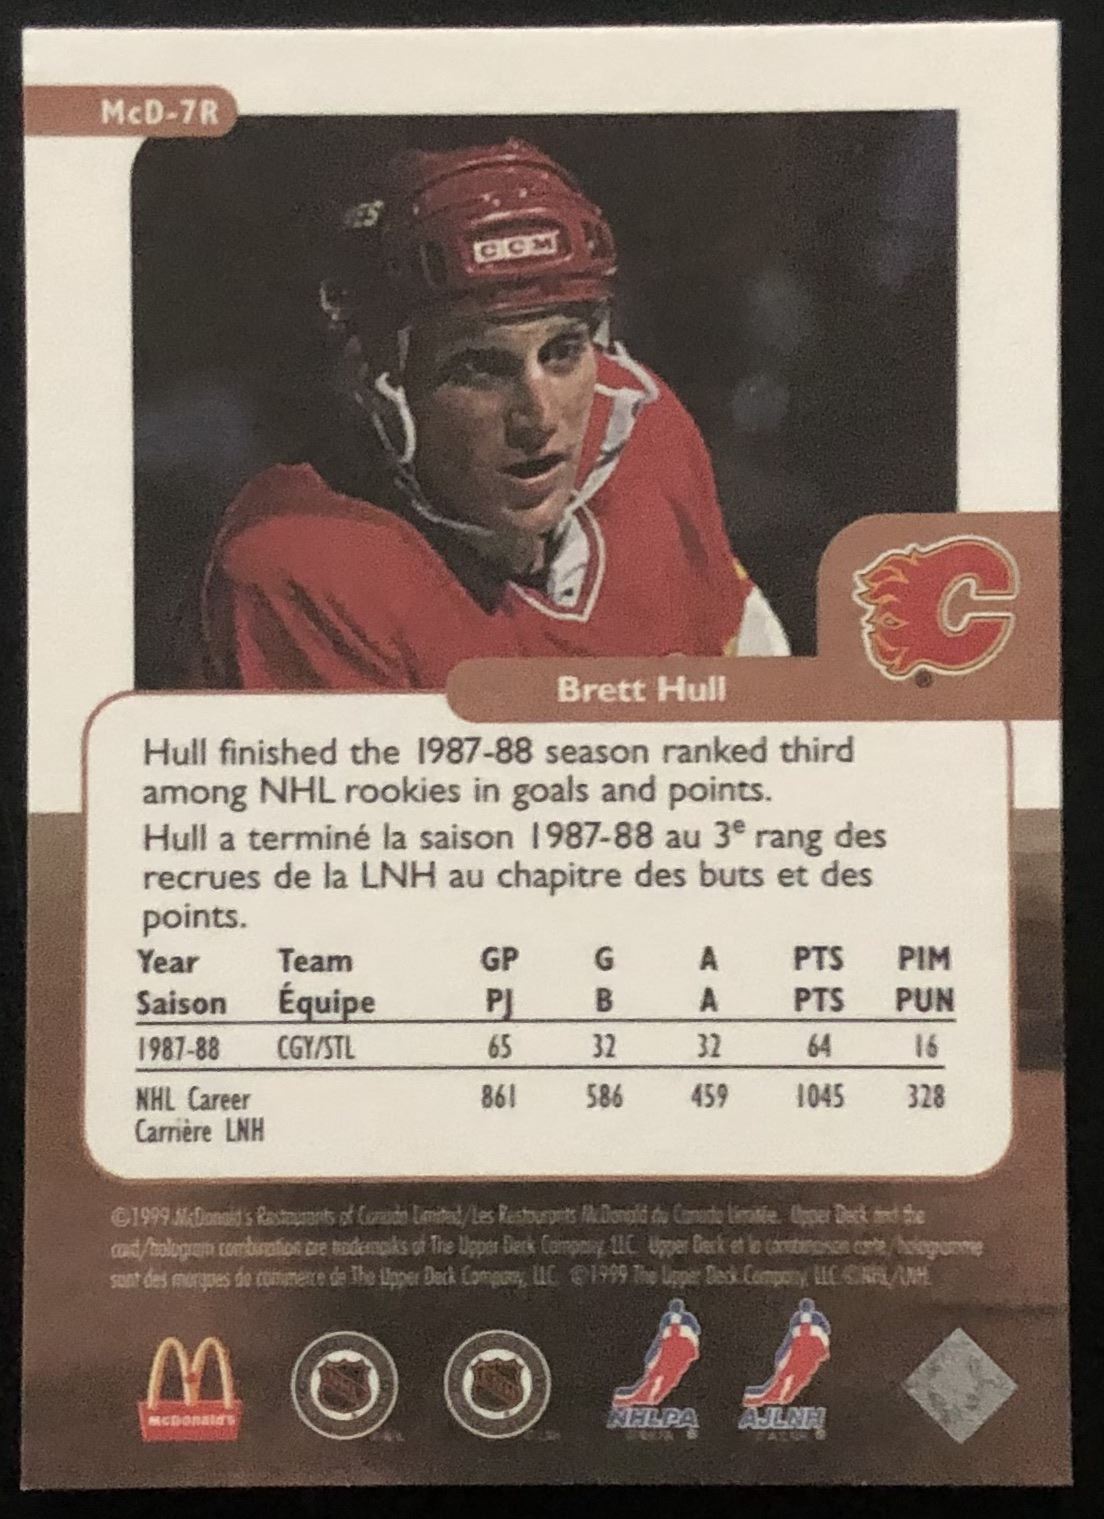 McD-7R
CCM
Brett Hull
Hull finished the 1987-88 season ranked third
among NHL rookies in goals and points.
Hull a terminé la saison 1987-88 au 3e rang des
recrues de la LNH au chapitre des buts et des
points.
Year Team GP G A PTS PIM
Saison Équipe PJ B A PTS PUN
1987-88 CGY/STL 65 32 32 64 16
NHL Career 861 586 459 1045 328
Carrière LNH
©1999 McDonald's Restaurants of Canada Limited/Les Restaurants McDonald du Canada Limitée. Upper Deck and the
card/hologram combination are trademarks of The Upper Deck Company, LLC. Upper Deck et la combinaison carte/hologramme
sont des marques de commerce de The Upper Deck Company, LLC. ©1999 The Upper Deck Company, LLC ©NHL/LNH.
McDonald's
NHLPA ® AJLNH ®